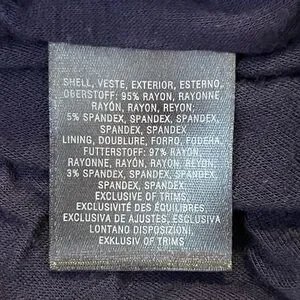 SHELL, VESTE, EXTERIOR, ESTERNO,
OBERSTOFF: 95% RAYON, RAYONNE,
RAYÓN, RAYON, REYON;
5% SPANDEX, SPANDEX, SPANDEX,
SPANDEX, SPANDEX
LINING, DOUBLURE, FORRO, FODERA,
FUTTERSTOFF: 97% RAYON,
RAYONNE, RAYÓN, RAYON, REYON;
3% SPANDEX, SPANDEX, SPANDEX,
SPANDEX, SPANDEX;
EXCLUSIVE OF TRIMS,
EXCLUSIVITÉ DES ÉQUILIBRES,
EXCLUSIVA DE AJUSTES, ESCLUSIVA
LONTANO DISPOSIZIONI,
EXKLUSIV OF TRIMS